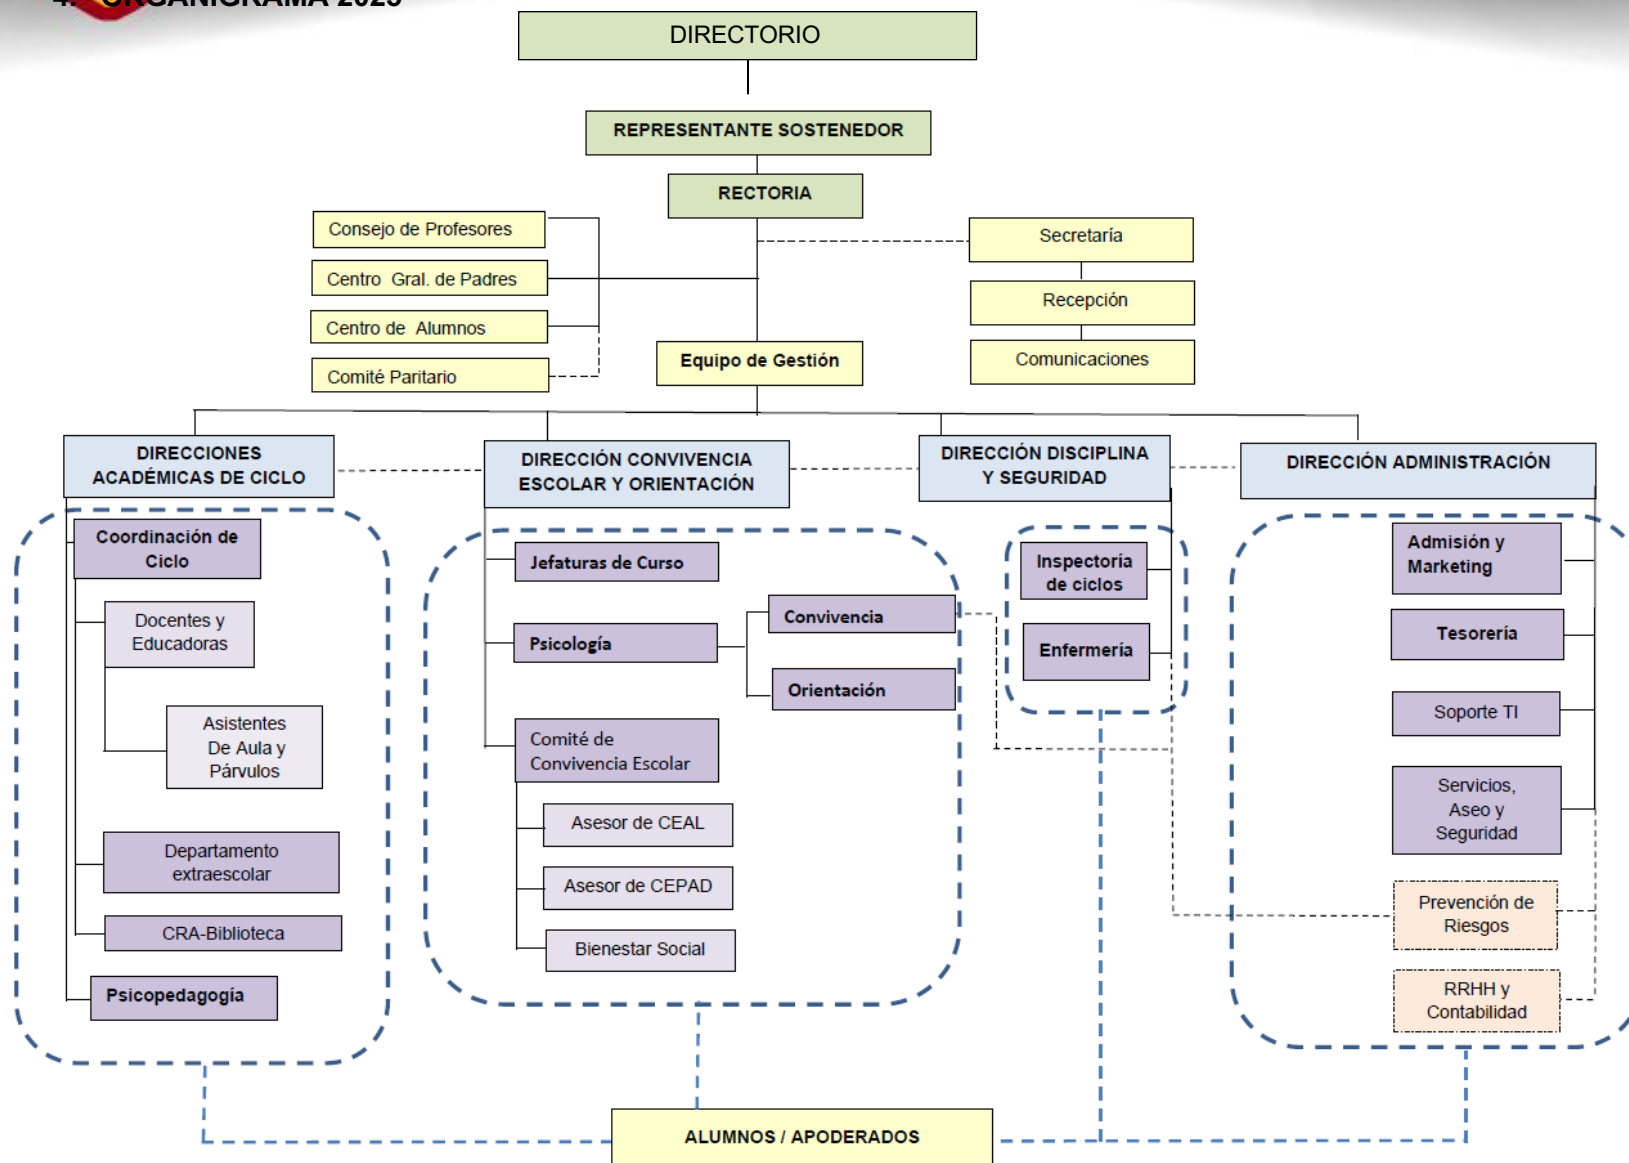 4. ORGANIGRAMA 2023
DIRECTORIO
REPRESENTANTE SOSTENEDOR
RECTORIA
Consejo de Profesores
Centro Gral. de Padres
Centro de Alumnos
Comité Paritario
Secretaría
Recepción
Comunicaciones
Equipo de Gestión
DIRECCIONES
ACADÉMICAS DE CICLO
DIRECCIÓN CONVIVENCIA
ESCOLAR Y ORIENTACIÓN
DIRECCIÓN DISCIPLINA
Y SEGURIDAD
DIRECCIÓN ADMINISTRACIÓN
Coordinación de
Ciclo
Docentes y
Educadoras
Asistentes
De Aula y
Párvulos
Departamento
extraescolar
CRA-Biblioteca
Psicopedagogía
Jefaturas de Curso
Psicología
Convivencia
Orientación
Comité de
Convivencia Escolar
Asesor de CEAL
Asesor de CEPAD
Bienestar Social
Inspectoría
de ciclos
Enfermería
Admisión y
Marketing
Tesorería
Soporte TI
Servicios,
Aseo y
Seguridad
Prevención de
Riesgos
RRHH y
Contabilidad
ALUMNOS / APODERADOS